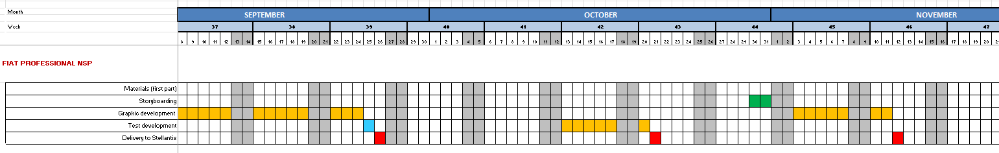 Month SEPTEMBER OCTOBER NOVEMBER
Week 37 38 39 40 41 42 43 44 45 46 47
8 9 10 11 12 13 14 15 16 17 18 19 20 21 22 23 24 25 26 27 28 29 30 1 2 3 4 5 6 7 8 9 10 11 12 13 14 15 16 17 18 19 20 21 22 23 24 25 26 27 28 29 30 31 1 2 3 4 5 6 7 8 9 10 11 12 13 14 15 16 17 18 19 20
FIAT PROFESSIONAL NSP
Materials (first part)
Storyboarding
Graphic development
Test development
Delivery to Stellantis